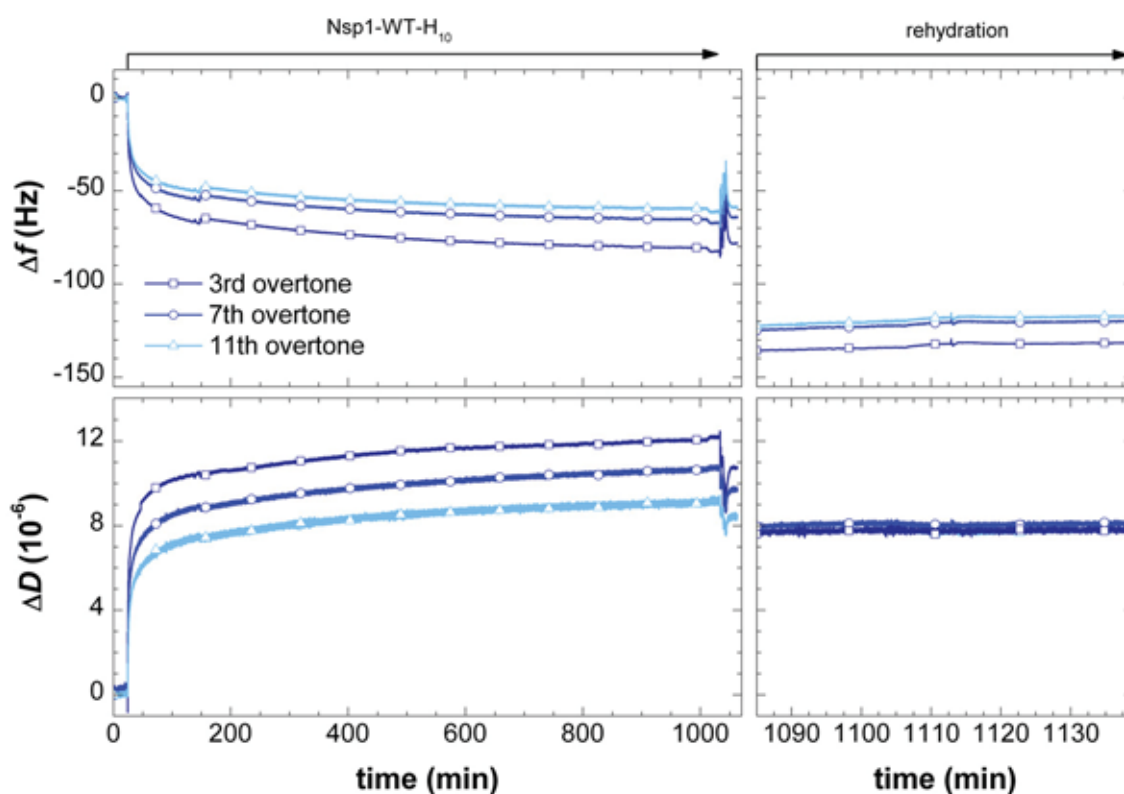 Nsp1-WT-H₁₀
rehydration
Δf (Hz)
0
-50
-100
-150
3rd overtone
7th overtone
11th overtone
ΔD (10⁻⁶)
12
8
4
0
0 200 400 600 800 1000
1090 1100 1110 1120 1130
time (min)
time (min)